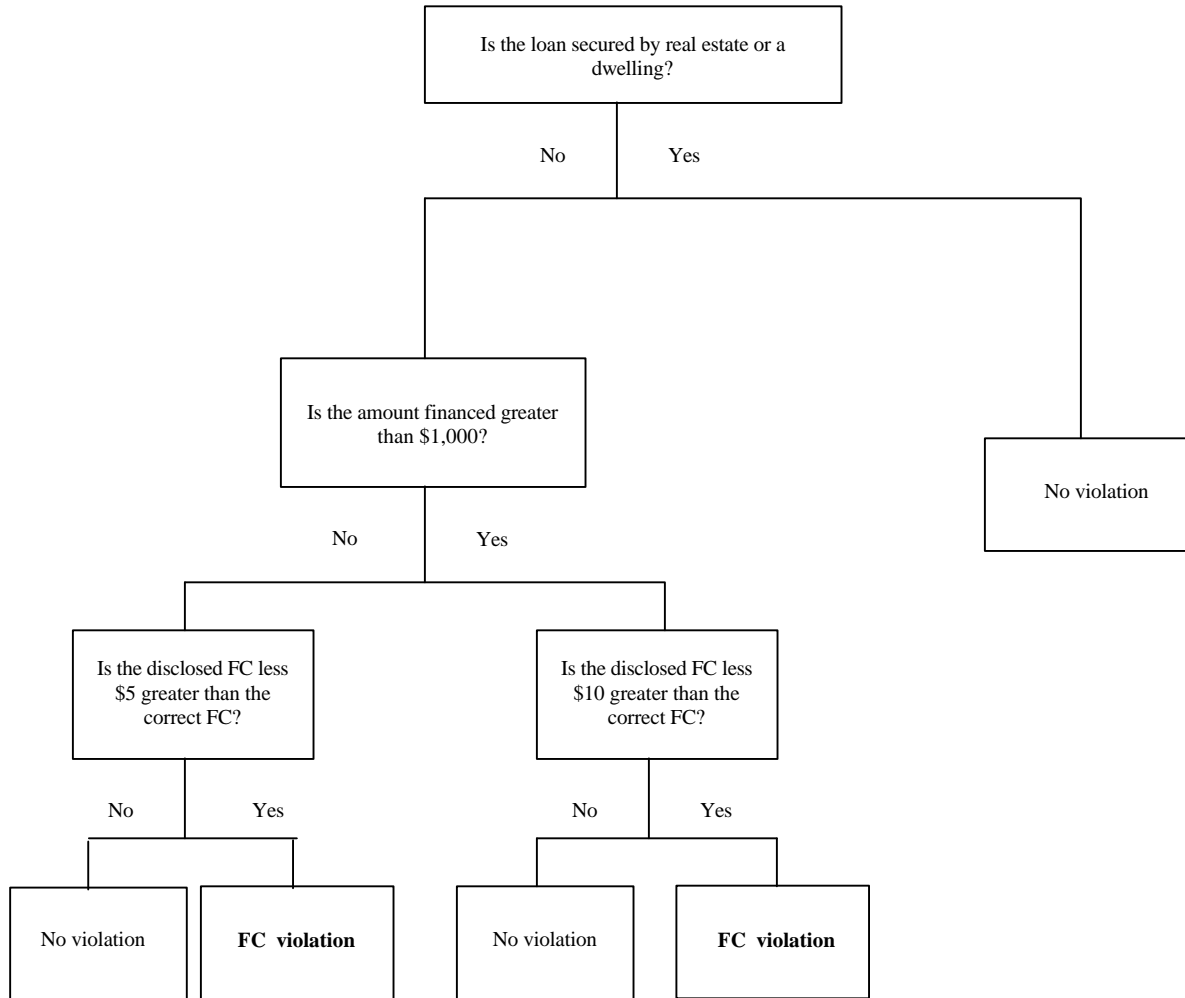 Is the loan secured by real estate or a
dwelling?
No
Yes
Is the amount financed greater
than $1,000?
No violation
No
Yes
Is the disclosed FC less
$5 greater than the
correct FC?
Is the disclosed FC less
$10 greater than the
correct FC?
No
Yes
No
Yes
No violation
FC violation
No violation
FC violation